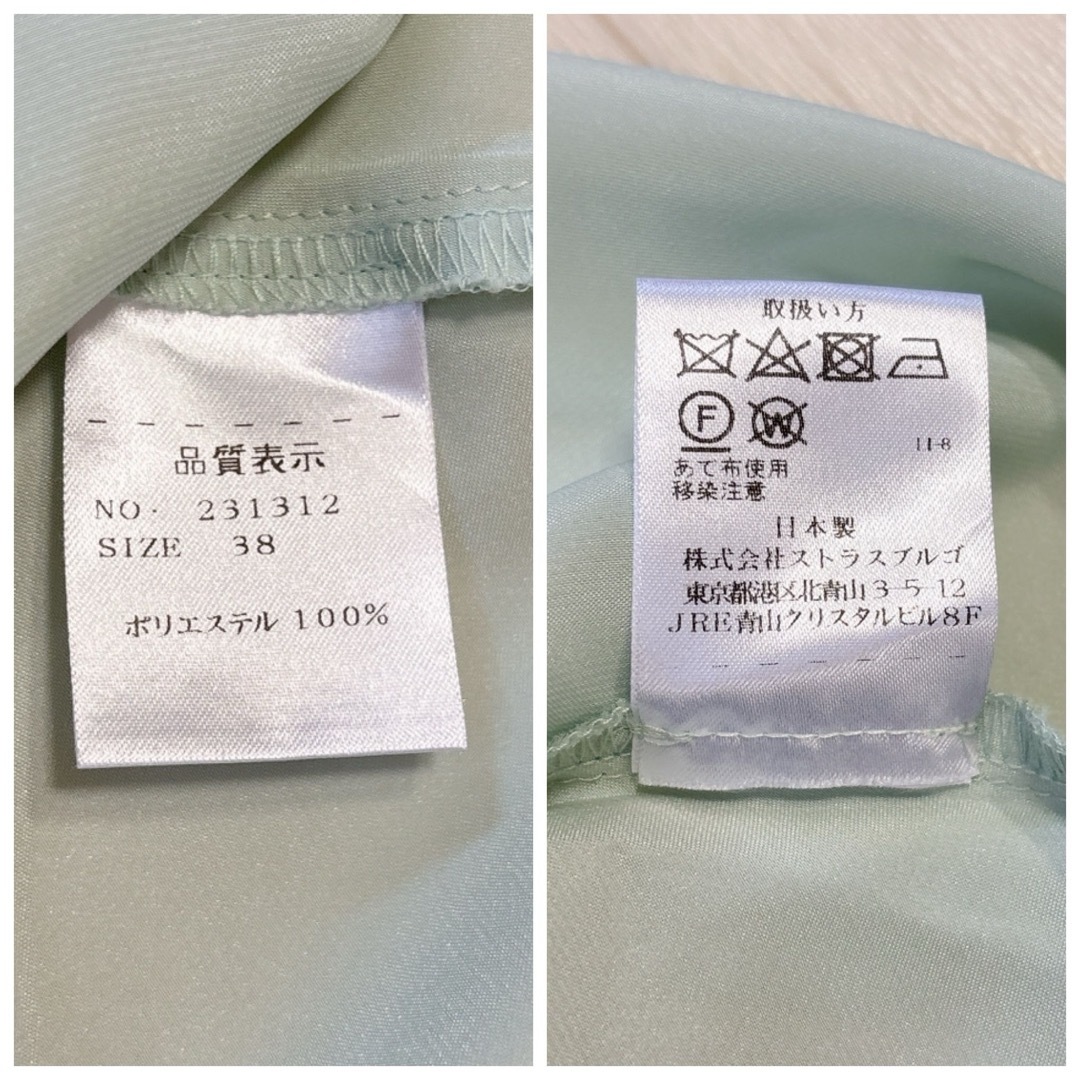 品質表示
NO. 231312
SIZE 38
ポリエステル100%
取扱い方
F W
11-8
あて布使用
移染注意
日本製
株式会社ストラスブルゴ
東京都港区北青山3-5-12
JRE青山クリスタルビル8F